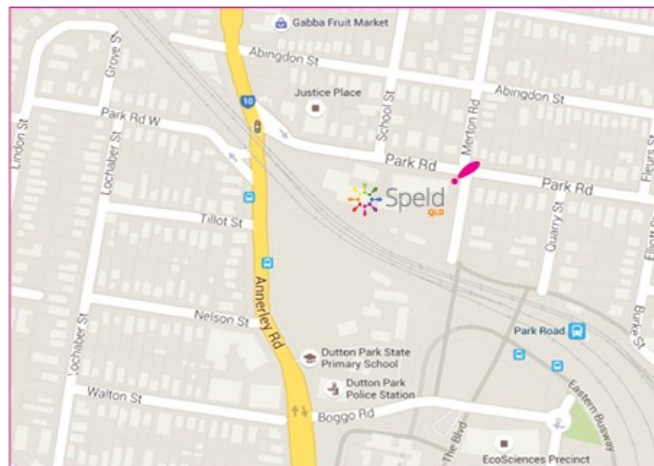 Gabba Fruit Market
Abingdon St
Abingdon St
Grove St
Justice Place
10
School St
Merton Rd
Park Rd W
Lindon St
Lochaber St
Park Rd
Park Rd
Fleurs St
Speld
QLD
Tillot St
Quarry St
Elliott St
Annerley Rd
Nelson St
Lochaber St
Park Road
Burke St
Dutton Park State
Primary School
Dutton Park
Police Station
Walton St
Boggo Rd
Eastern Busway
The Blvd
EcoSciences Precinct